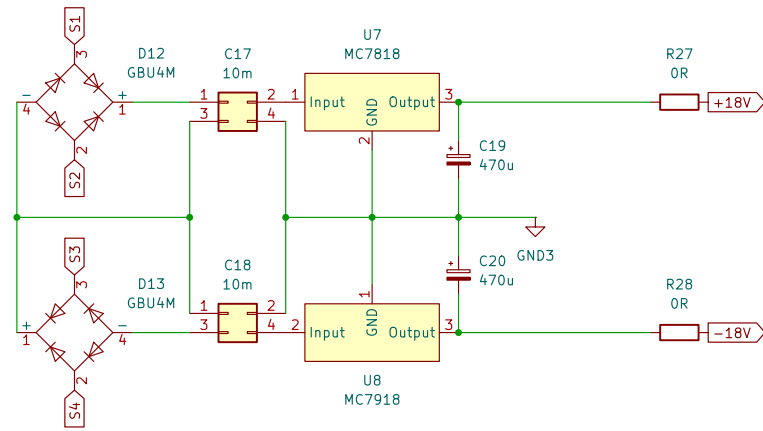 S1
3
D12
GBU4M
−
4
+
1
2
S2
C17
10m
1
2
3
4
U7
MC7818
1
Input
GND
Output
3
2
R27
0R
+18V
+
C19
470u
GND3
S3
3
D13
GBU4M
+
1
−
4
2
S4
C18
10m
1
2
3
4
1
2
Input
GND
Output
3
U8
MC7918
+
C20
470u
R28
0R
−18V